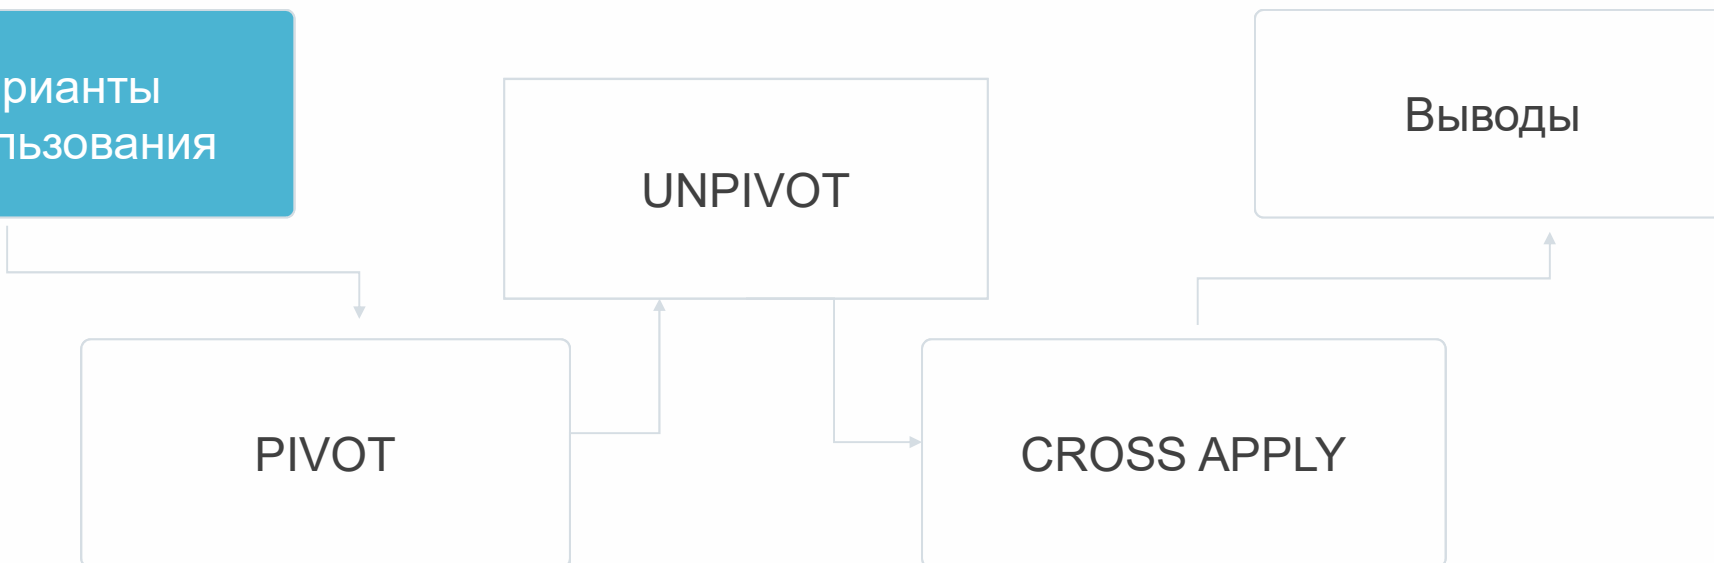 рианты
льзования
PIVOT
UNPIVOT
CROSS APPLY
Выводы